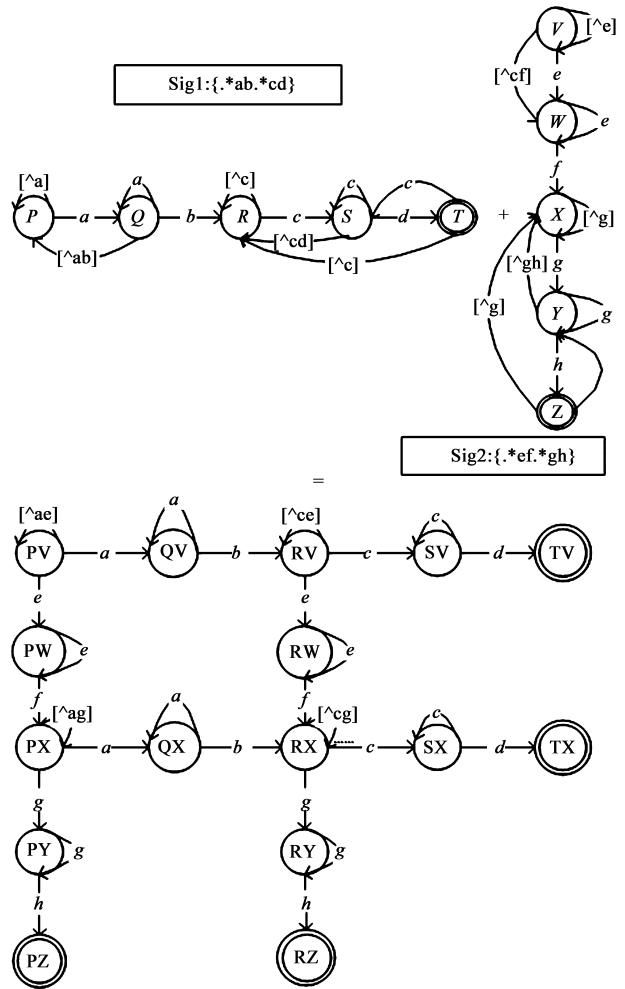 V [^e]
Sig1:{.*ab.*cd}
[^cf] e
W e
[^a] a [^c] c c f
P a Q b R c S d T + X [^g]
[^ab] [^cd] [^gh] g
[^c]
[^g] Y g
h
Z
Sig2:{.*ef.*gh}
=
a
[^ae] [^ce] c
PV a QV b RV c SV d TV
e e
PW e RW e
f a f
[^ag] [^cg] c
PX a QX b RX c SX d TX
g g
PY g RY g
h h
PZ RZ